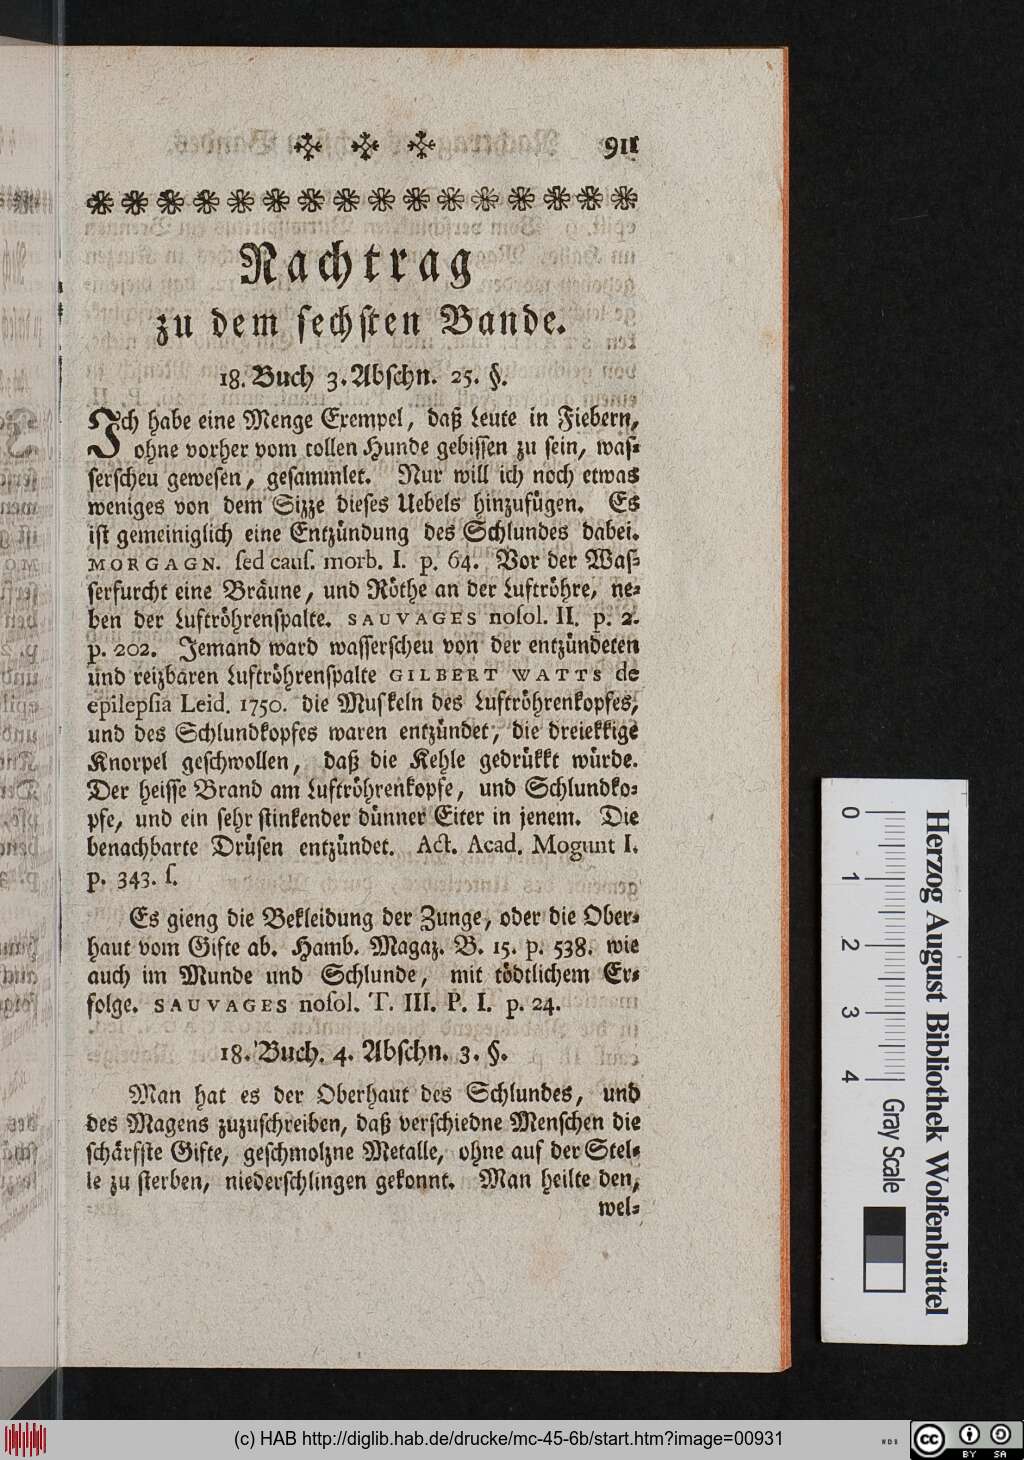 911
Nachtrag
zu dem sechsten Bande.
18. Buch 3. Abschn. 25. §.
Ich habe eine Menge Exempel, daß Leute in Fiebern,
ohne vorher vom tollen Hunde gebissen zu sein, was-
serscheu gewesen, gesammlet. Nur will ich noch etwas
weniges von dem Sizze dieses Uebels hinzufügen. Es
ist gemeiniglich eine Entzündung des Schlundes dabei.
MORGAGN. sed caus. morb. I. p. 64. Vor der Was-
serfurcht eine Bräune, und Röthe an der Luftröhre, ne-
ben der Luftröhrenspalte. SAUVAGES nosol. II. p. 2.
p. 202. Jemand ward wasserscheu von der entzündeten
und reizbaren Luftröhrenspalte GILBERT WATTS de
epilepsia Leid. 1750. die Muskeln des Luftröhrenkopfes,
und des Schlundkopfes waren entzündet, die dreiekkige
Knorpel geschwollen, daß die Kehle gedrükkt würde.
Der heisse Brand am Luftröhrenkopfe, und Schlundko-
pfe, und ein sehr stinkender dünner Eiter in jenem. Die
benachbarte Drüsen entzündet. Act. Acad. Mogunt I.
p. 343. s.
Es gieng die Bekleidung der Zunge, oder die Ober-
haut vom Gifte ab. Hamb. Magaz. B. 15. p. 538. wie
auch im Munde und Schlunde, mit tödtlichem Er-
folge. SAUVAGES nosol. T. III. P. I. p. 24.
18. Buch. 4. Abschn. 3. §.
Man hat es der Oberhaut des Schlundes, und
des Magens zuzuschreiben, daß verschiedne Menschen die
schärfste Gifte, geschmolzne Metalle, ohne auf der Stel-
le zu sterben, niederschlingen gekonnt. Man heilte den,
wel-
0 1 2 3 4 Gray Scale
Herzog August Bibliothek Wolfenbüttel
(c) HAB http://diglib.hab.de/drucke/mc-45-6b/start.htm?image=00931
WDB
cc BY SA